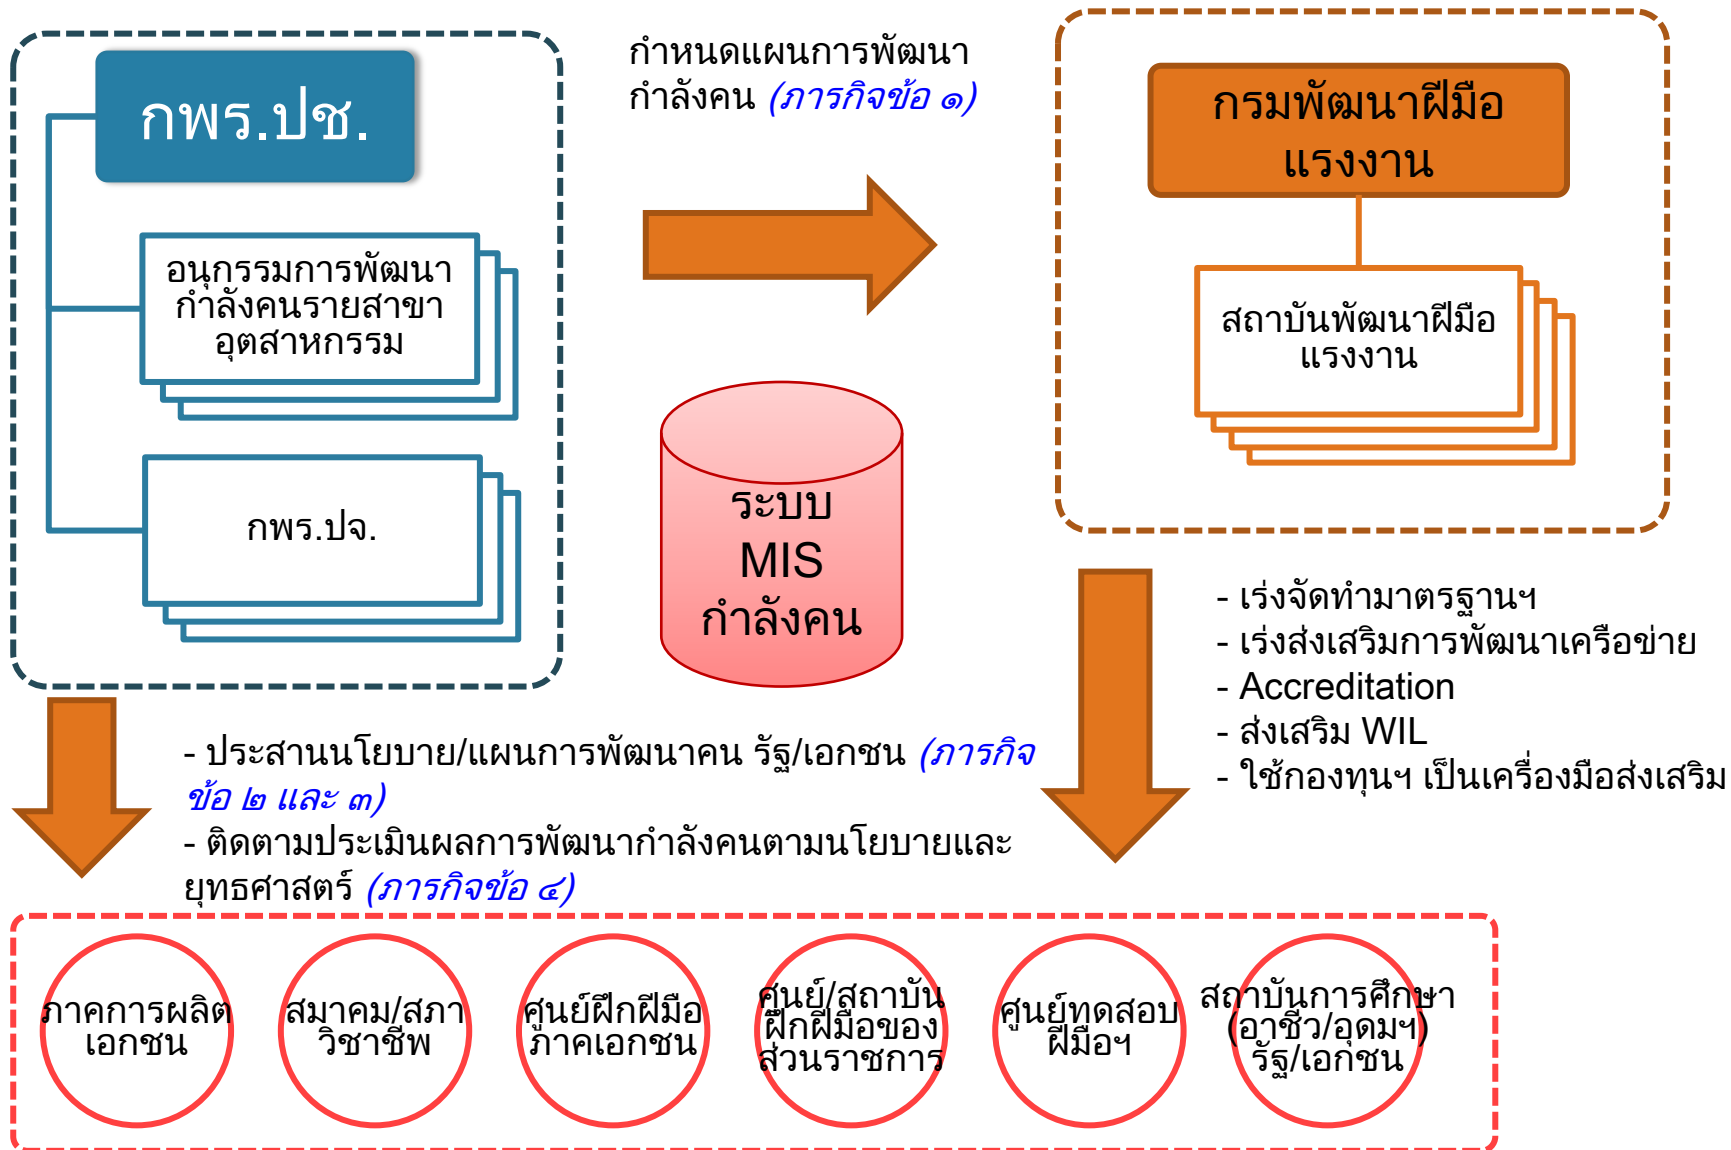 กพร.ปช.
อนุกรรมการพัฒนา
กำลังคนรายสาขา
อุตสาหกรรม
กพร.ปจ.
กำหนดแผนการพัฒนา
กำลังคน (ภารกิจข้อ ๑)
ระบบ
MIS
กำลังคน
กรมพัฒนาฝีมือ
แรงงาน
สถาบันพัฒนาฝีมือ
แรงงาน
- เร่งจัดทำมาตรฐานฯ
- เร่งส่งเสริมการพัฒนาเครือข่าย
- Accreditation
- ส่งเสริม WIL
- ใช้กองทุนฯ เป็นเครื่องมือส่งเสริม
- ประสานนโยบาย/แผนการพัฒนาคน รัฐ/เอกชน (ภารกิจ
ข้อ ๒ และ ๓)
- ติดตามประเมินผลการพัฒนากำลังคนตามนโยบายและ
ยุทธศาสตร์ (ภารกิจข้อ ๔)
ภาคการผลิต
เอกชน
สมาคม/สภา
วิชาชีพ
ศูนย์ฝึกฝีมือ
ภาคเอกชน
ศูนย์/สถาบัน
ฝึกฝีมือของ
ส่วนราชการ
ศูนย์ทดสอบ
ฝีมือฯ
สถาบันการศึกษา
(อาชีว/อุดมฯ)
รัฐ/เอกชน